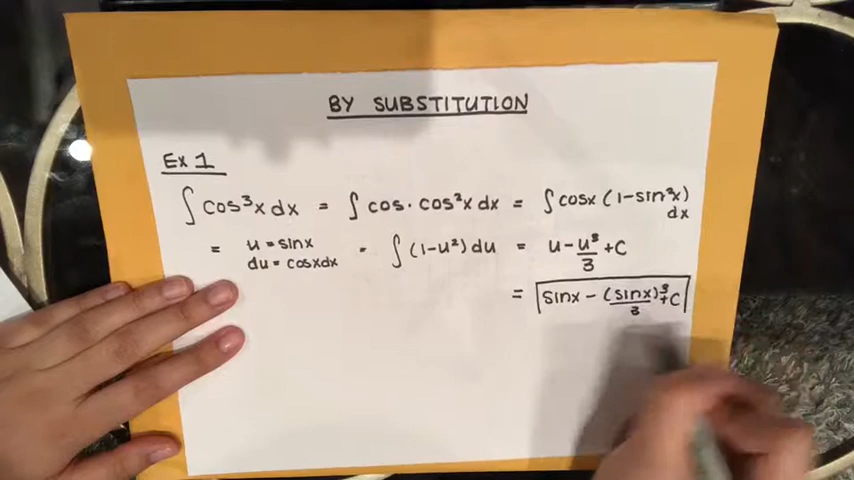 BY SUBSTITUTION
Ex 1
∫ cos³x dx = ∫ cos · cos²x dx = ∫ cosx (1-sin²x) dx
= u = sinx
du = cosxdx
= ∫ (1-u²) du = u - u³/3 + C
= sinx - (sinx)³/3 + C